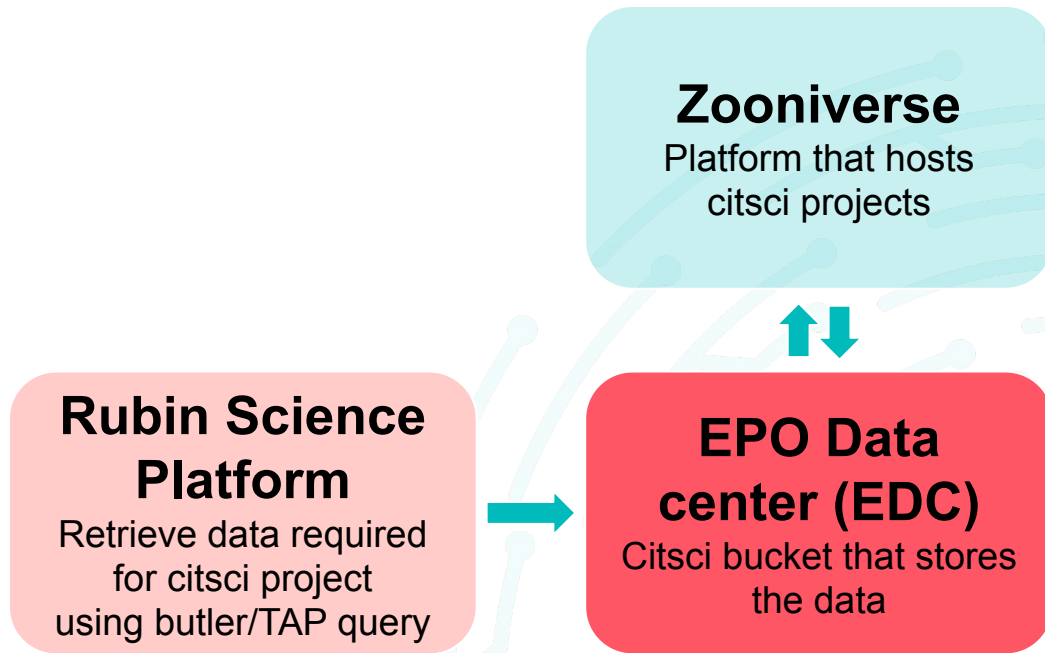 Zooniverse
Platform that hosts
citsci projects
Rubin Science
Platform
Retrieve data required
for citsci project
using butler/TAP query
EPO Data
center (EDC)
Citsci bucket that stores
the data